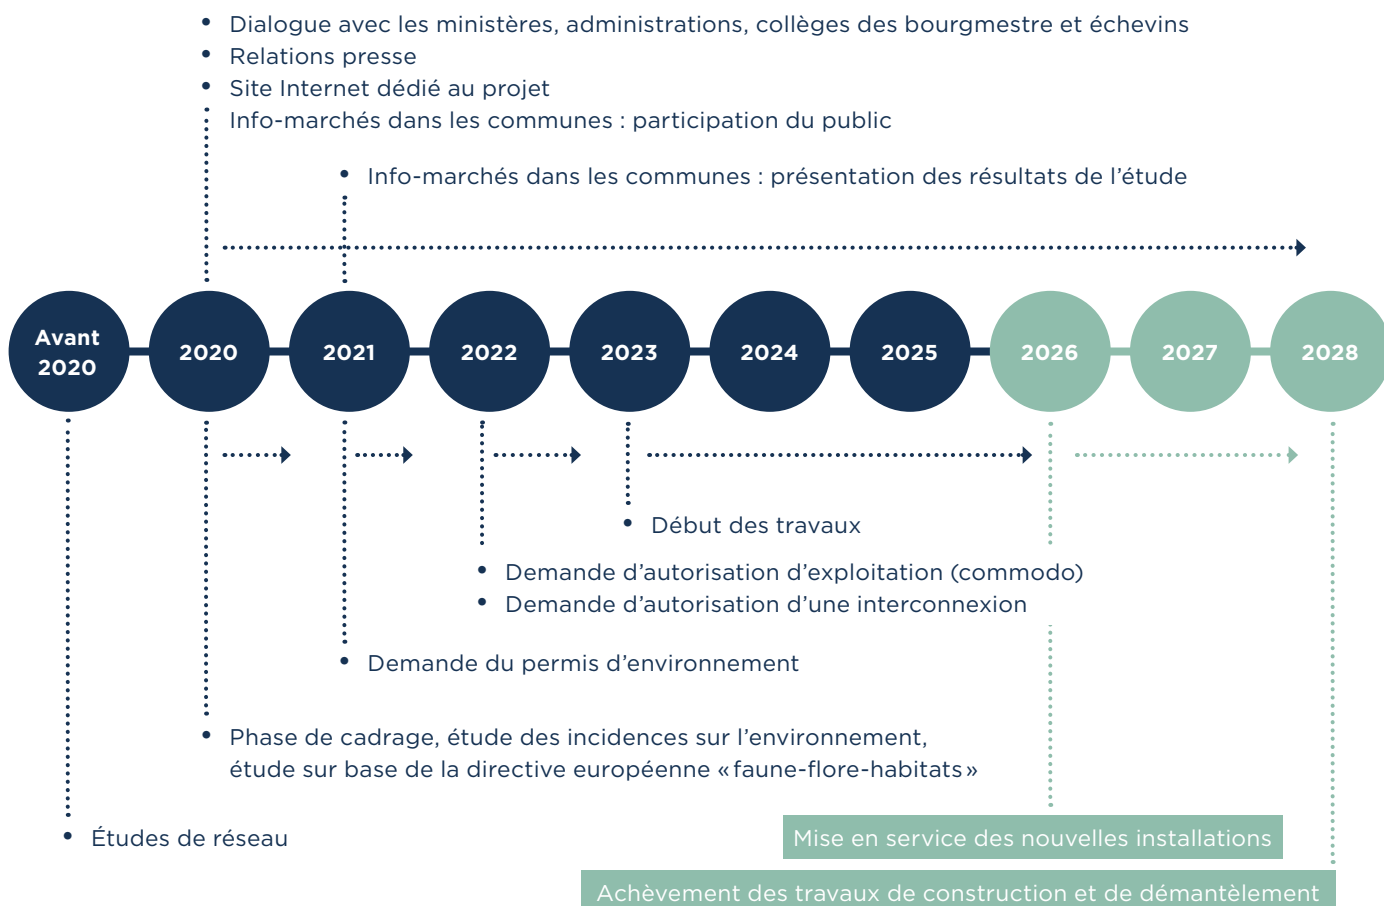 • Dialogue avec les ministères, administrations, collèges des bourgmestre et échevins
• Relations presse
• Site Internet dédié au projet
Info-marchés dans les communes : participation du public
• Info-marchés dans les communes : présentation des résultats de l’étude
Avant
2020
2020
2021
2022
2023
2024
2025
2026
2027
2028
• Début des travaux
• Demande d’autorisation d’exploitation (commodo)
• Demande d’autorisation d’une interconnexion
• Demande du permis d’environnement
• Phase de cadrage, étude des incidences sur l’environnement,
étude sur base de la directive européenne «faune-flore-habitats»
• Études de réseau
Mise en service des nouvelles installations
Achèvement des travaux de construction et de démantèlement